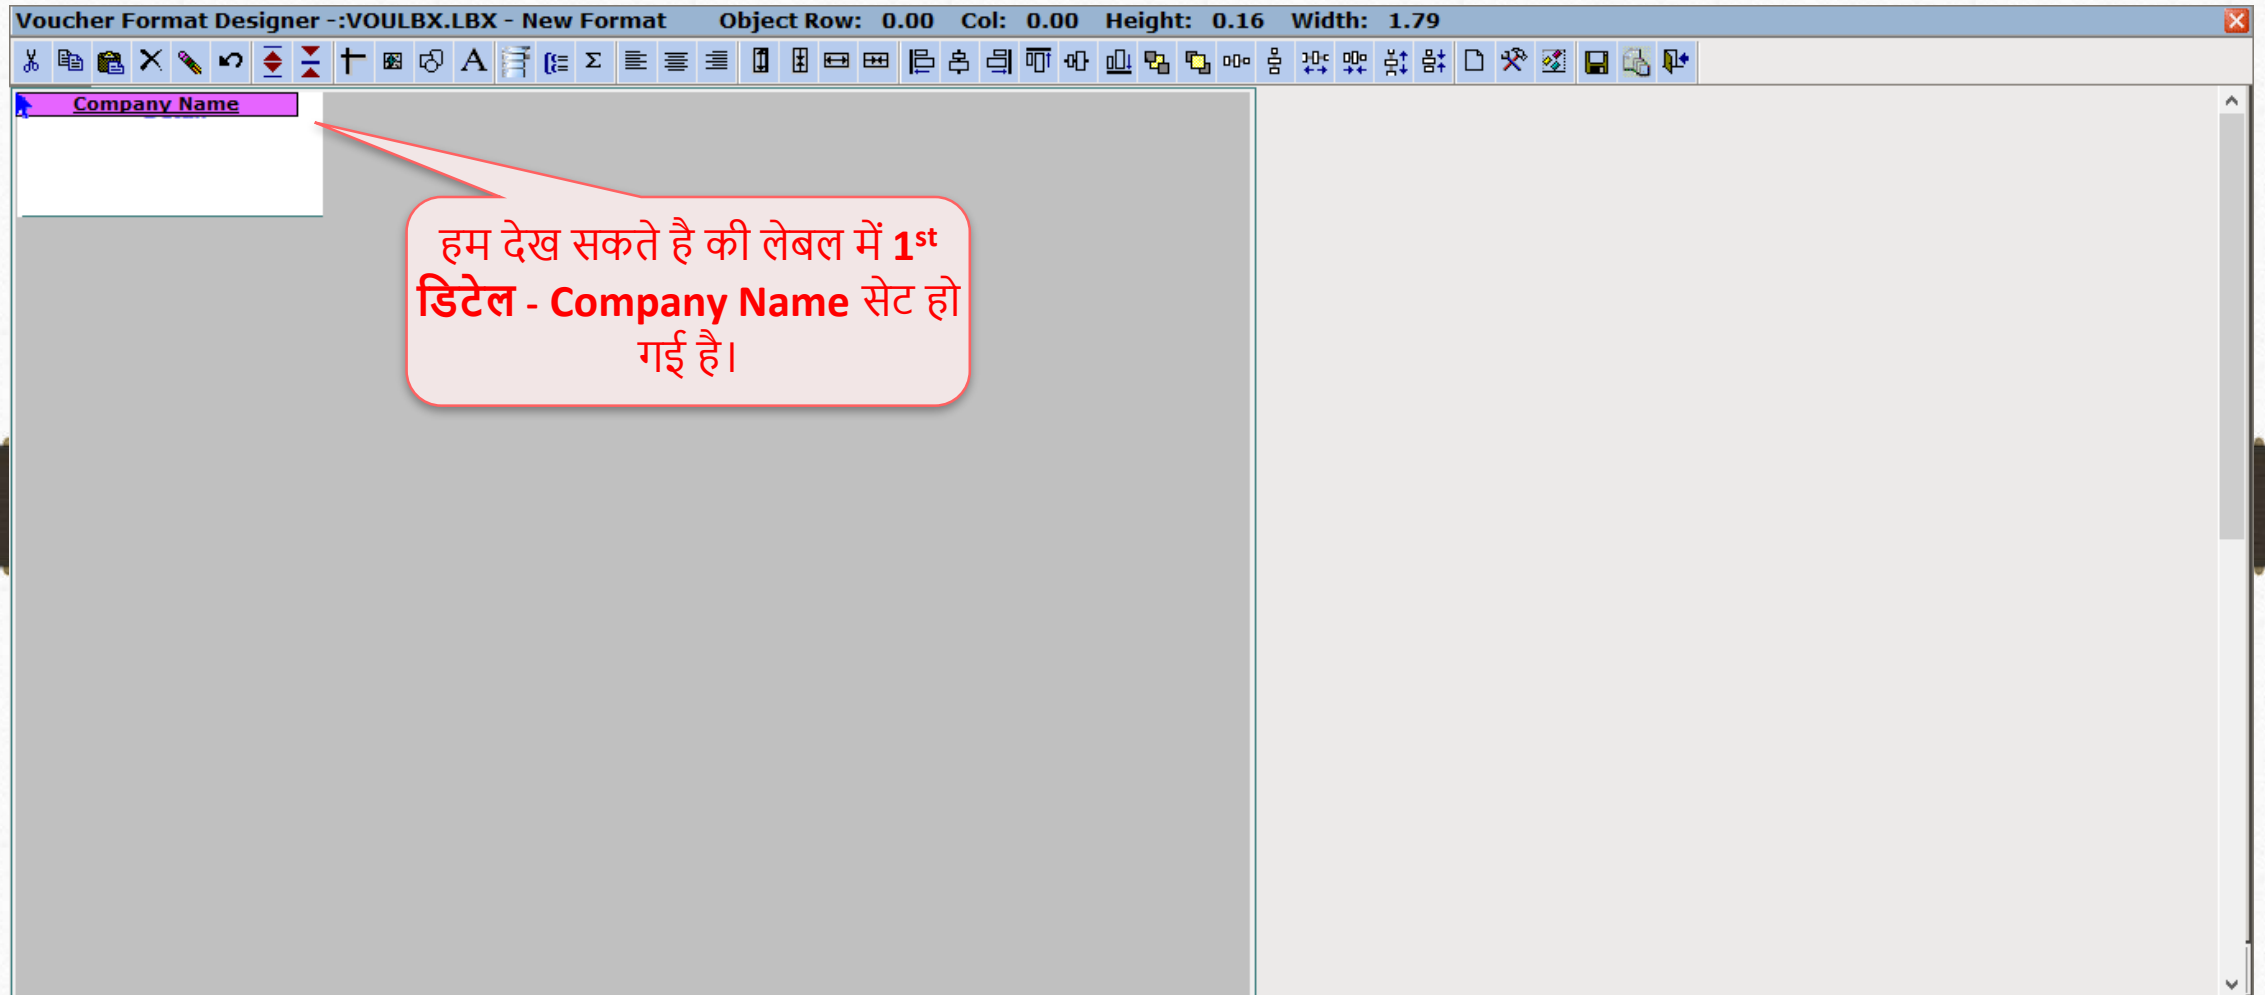 Voucher Format Designer -:VOULBX.LBX - New Format Object Row: 0.00 Col: 0.00 Height: 0.16 Width: 1.79
Company Name
हम देख सकते है की लेबल में 1st
डिटेल - Company Name सेट हो
गई है।